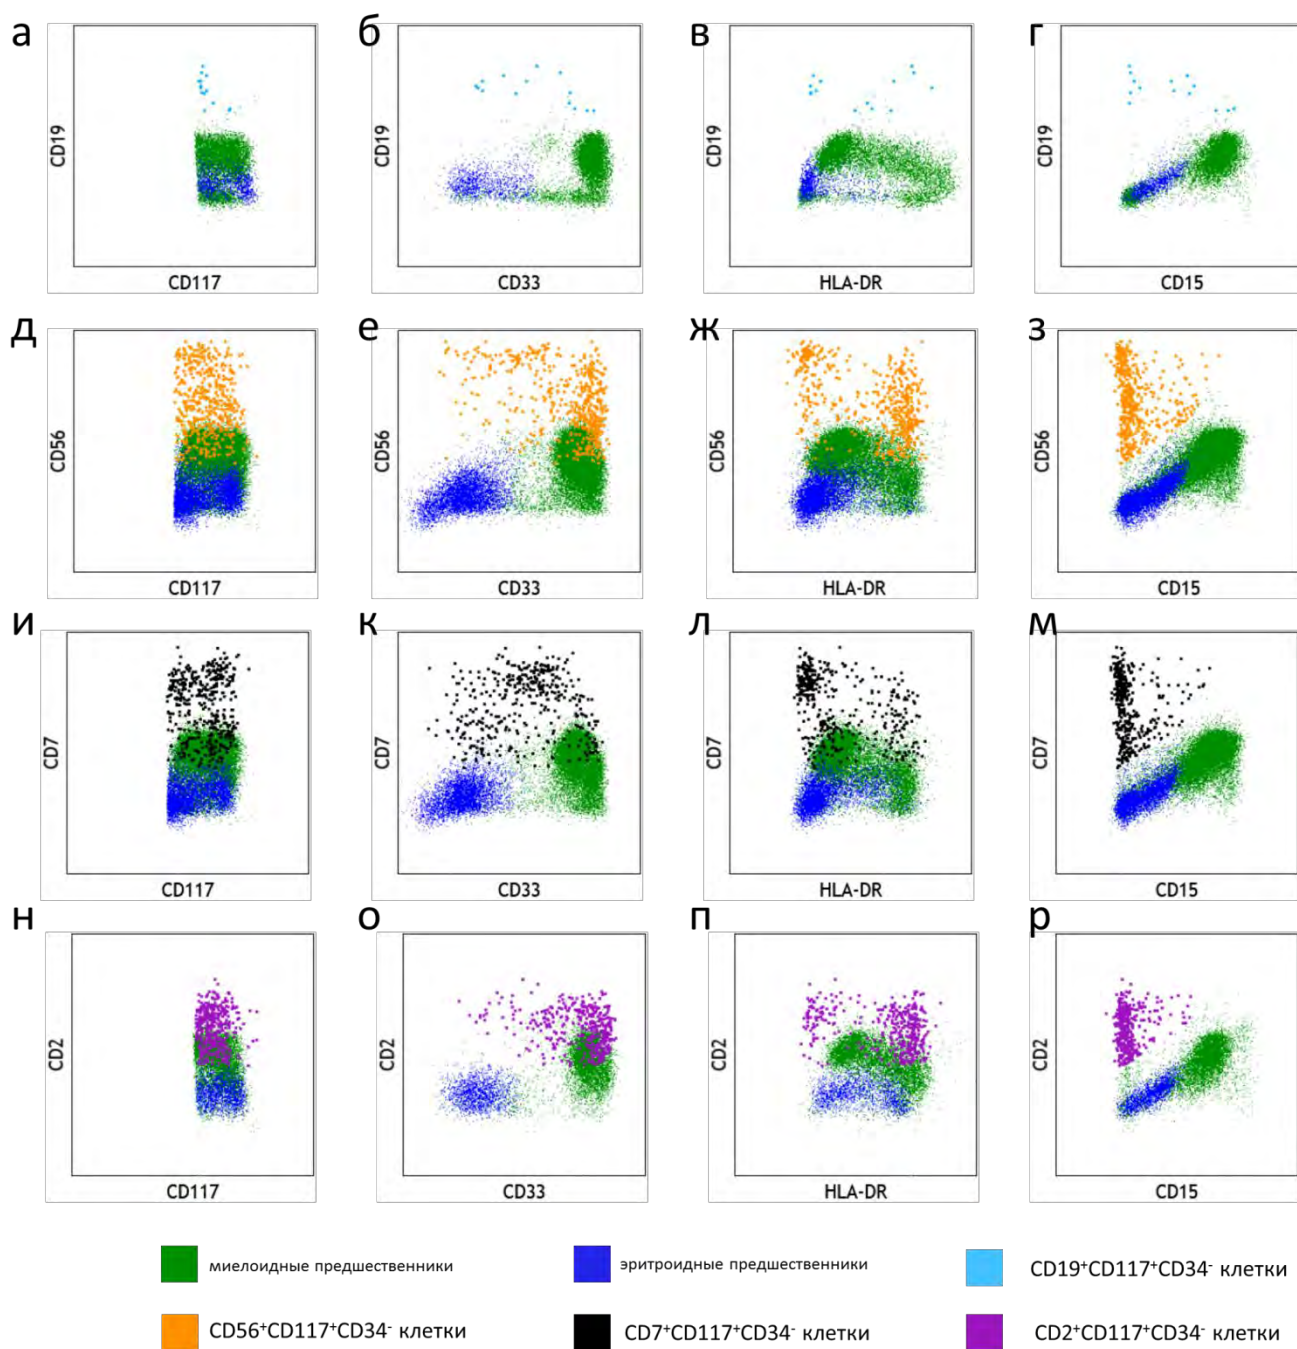 а б в г
CD19 CD19 CD19 CD19
CD117 CD33 HLA-DR CD15
д е ж з
CD56 CD56 CD56 CD56
CD117 CD33 HLA-DR CD15
и к л м
CD7 CD7 CD7 CD7
CD117 CD33 HLA-DR CD15
н о п р
CD2 CD2 CD2 CD2
CD117 CD33 HLA-DR CD15
миелоидные предшественники эритроидные предшественники CD19⁺CD117⁺CD34⁻ клетки
CD56⁺CD117⁺CD34⁻ клетки CD7⁺CD117⁺CD34⁻ клетки CD2⁺CD117⁺CD34⁻ клетки